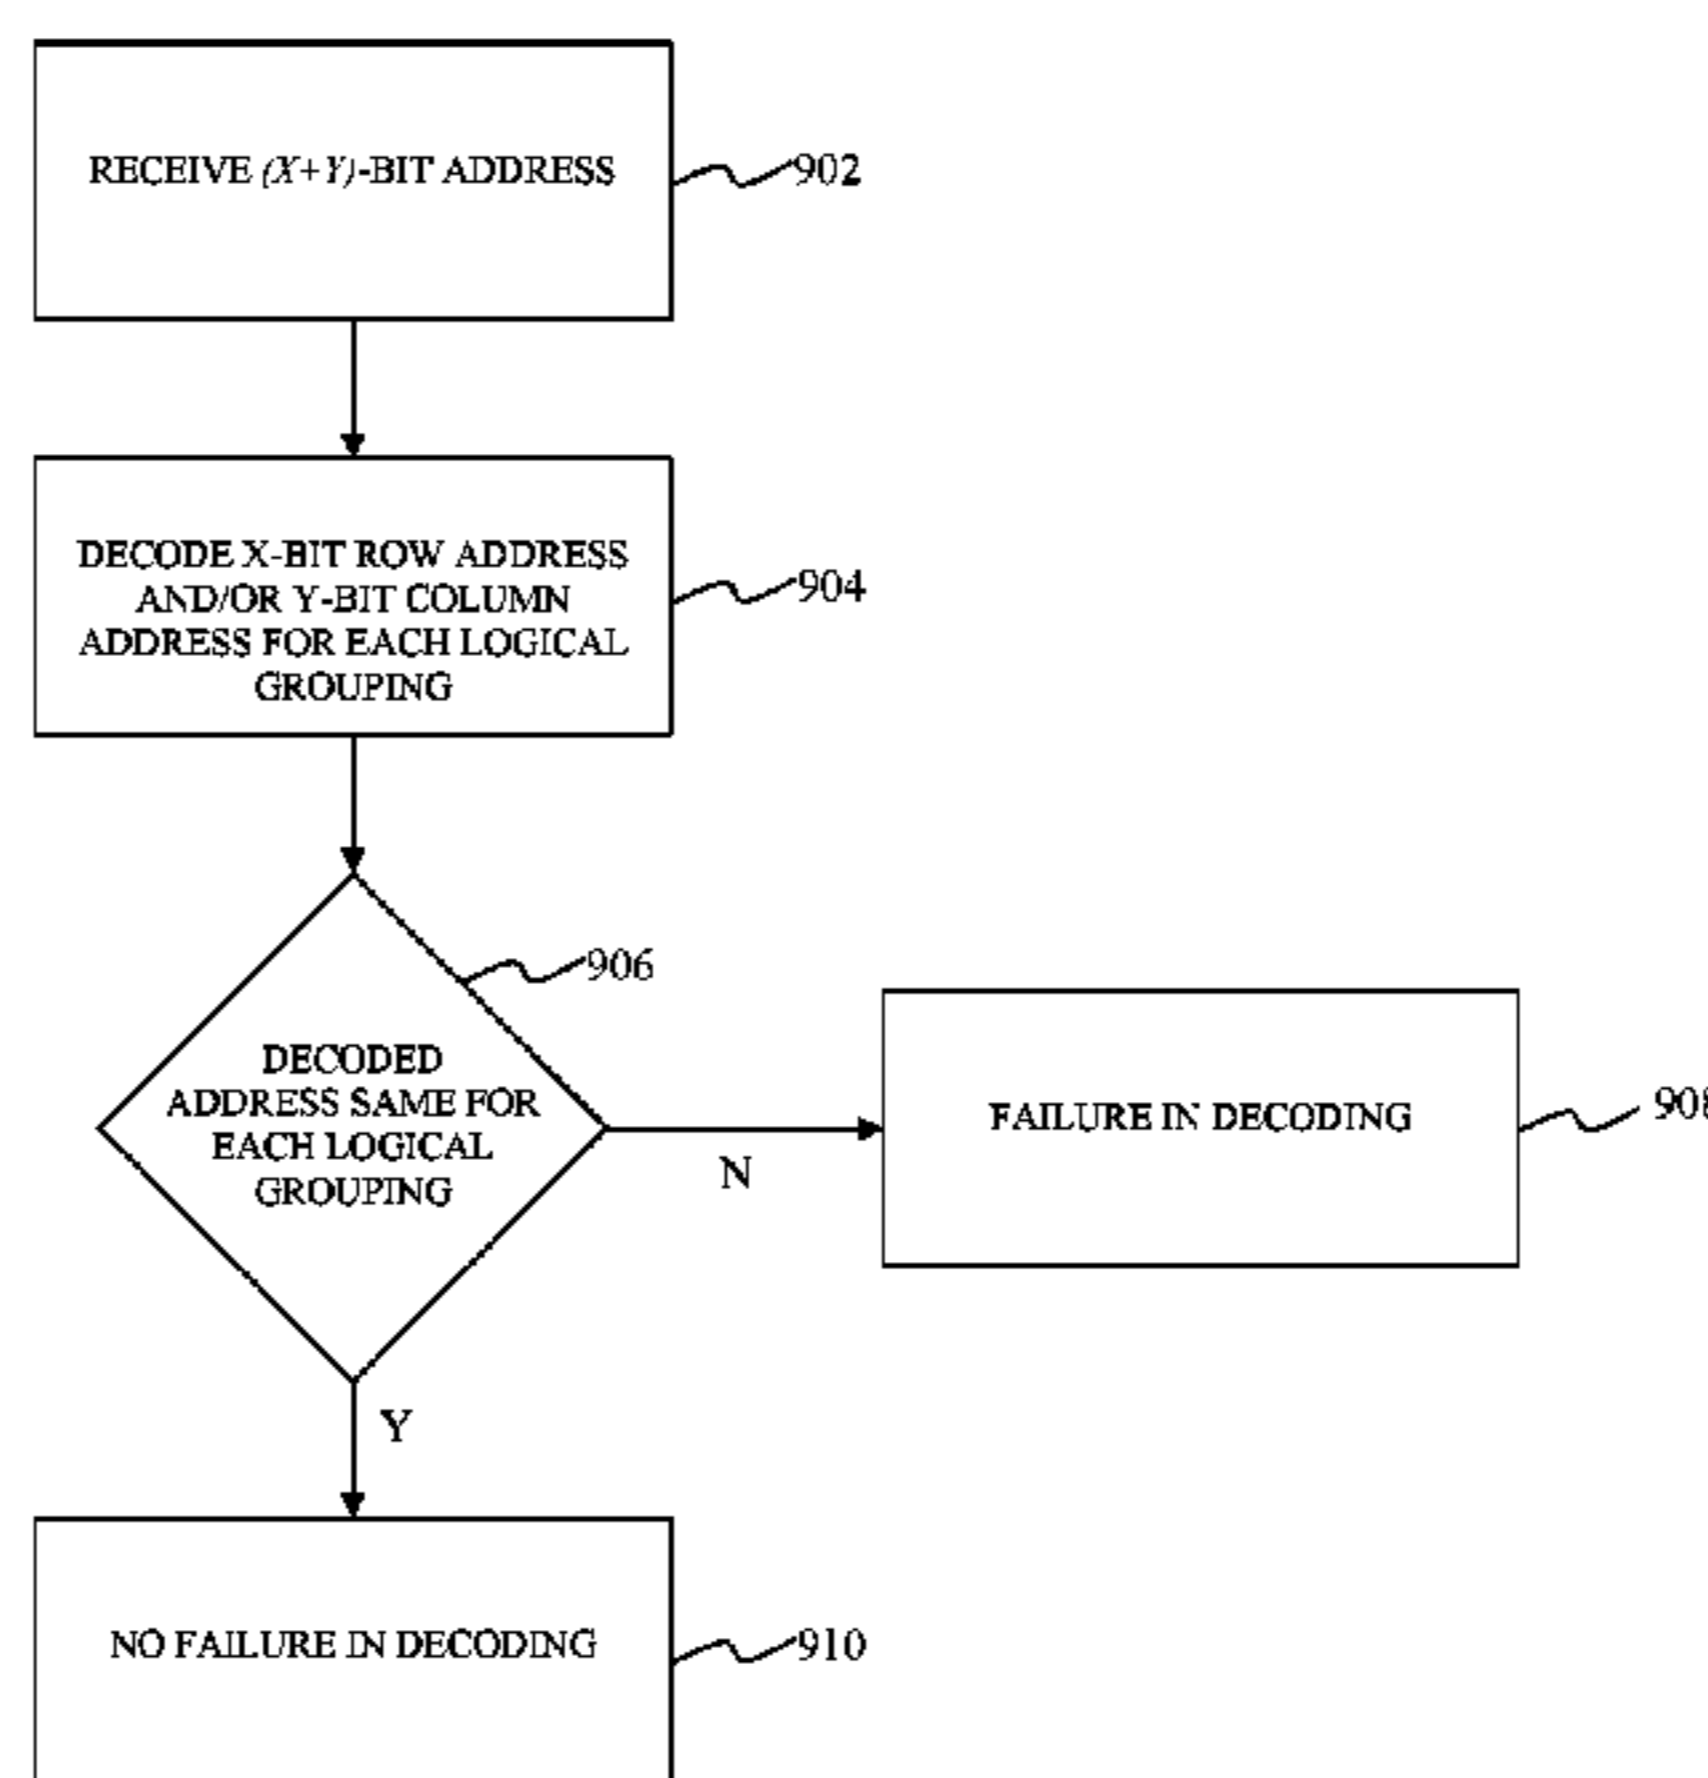 RECEIVE (X+Y)-BIT ADDRESS
902
DECODE X-BIT ROW ADDRESS
AND/OR Y-BIT COLUMN
ADDRESS FOR EACH LOGICAL
GROUPING
904
906
DECODED
ADDRESS SAME FOR
EACH LOGICAL
GROUPING
N
FAILURE IN DECODING
908
Y
NO FAILURE IN DECODING
910